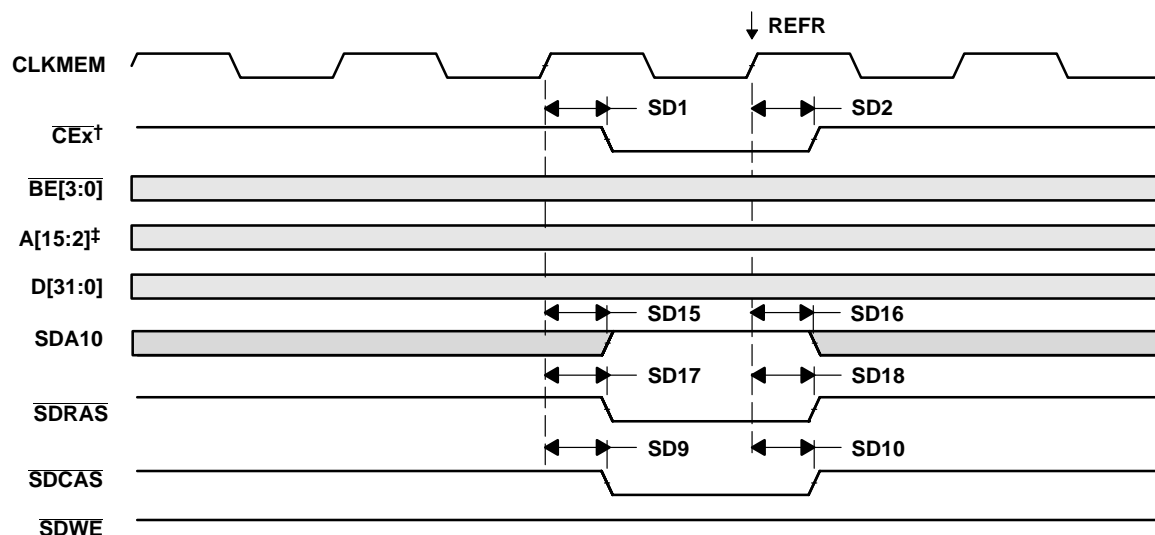 REFR
CLKMEM
SD1 SD2
CEx†
BE[3:0]
A[15:2]‡
D[31:0]
SD15 SD16
SDA10
SD17 SD18
SDRAS
SD9 SD10
SDCAS
SDWE